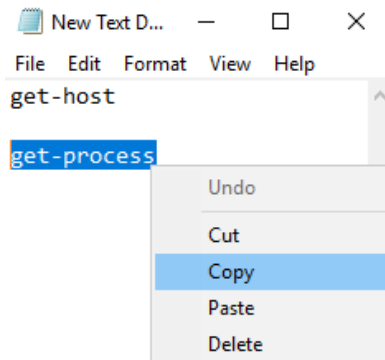 New Text D...
File Edit Format View Help
get-host
get-process
Undo
Cut
Copy
Paste
Delete